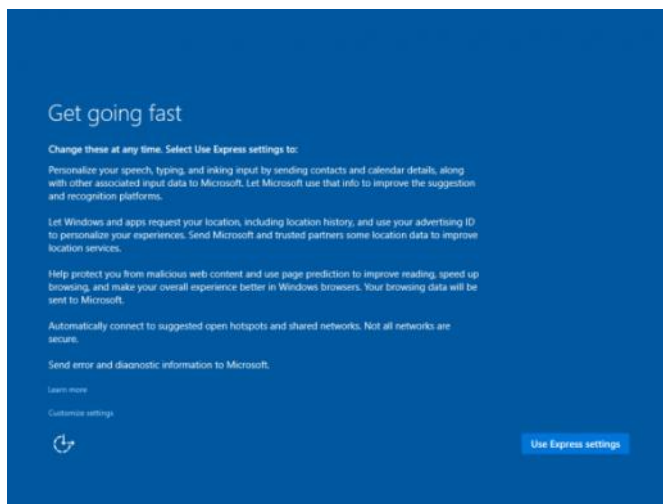 Get going fast
Change these at any time. Select Use Express settings to:
Personalize your speech, typing, and inking input by sending contacts and calendar details, along
with other associated input data to Microsoft. Let Microsoft use that info to improve the suggestion
and recognition platforms.
Let Windows and apps request your location, including location history, and use your advertising ID
to personalize your experiences. Send Microsoft and trusted partners some location data to improve
location services.
Help protect you from malicious web content and use page prediction to improve reading, speed up
browsing, and make your overall experience better in Windows browsers. Your browsing data will be
sent to Microsoft.
Automatically connect to suggested open hotspots and shared networks. Not all networks are
secure.
Send error and diagnostic information to Microsoft.
Learn more
Customize settings
Use Express settings